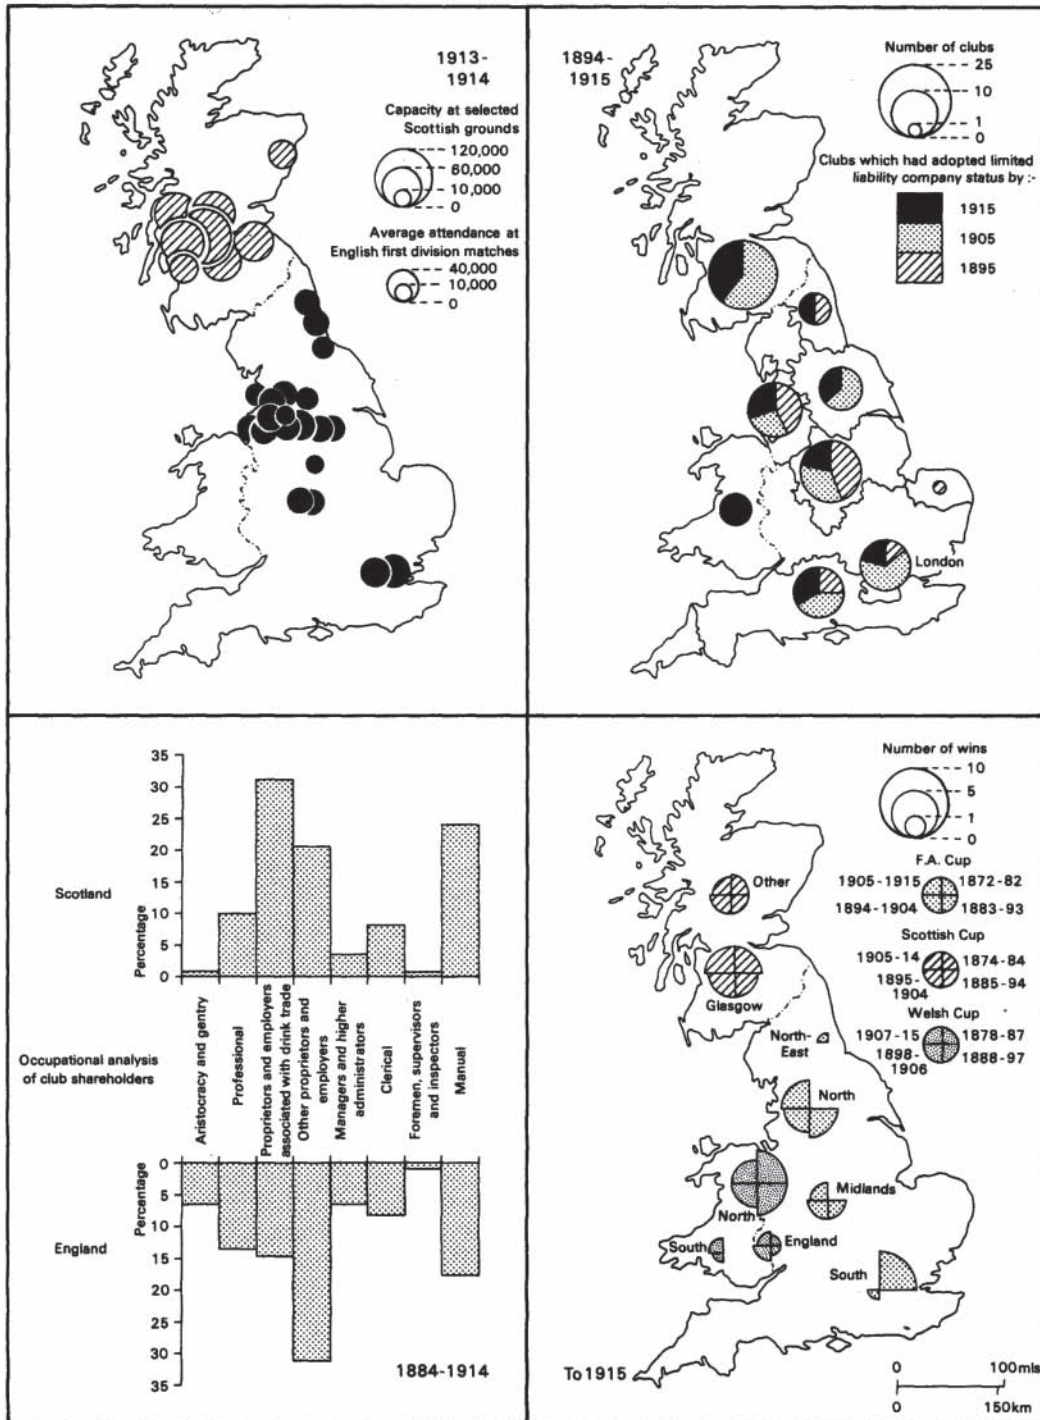 1913-
1914
Capacity at selected
Scottish grounds
120,000
60,000
10,000
0
Average attendance at
English first division matches
40,000
10,000
0
1894-
1915
Number of clubs
25
10
1
0
Clubs which had adopted limited
liability company status by :-
1915
1905
1895
London
35
30
25
20
15
10
5
0
Percentage
Scotland
Occupational analysis
of club shareholders
Aristocracy and gentry
Professional
Proprietors and employers
associated with drink trade
Other proprietors and
employers
Managers and higher
administrators
Clerical
Foremen, supervisors
and inspectors
Manual
0
5
10
15
20
25
30
35
Percentage
England
1884-1914
Number of wins
10
5
1
0
F.A. Cup
1905-1915 1872-82
1894-1904 1883-93
Scottish Cup
1905-14 1874-84
1895-
1904 1885-94
Welsh Cup
1907-15 1878-87
1898-
1906 1888-97
Other
Glasgow
North-
East
North
Midlands
North
South
England
South
To 1915
0 100mls
0 150km